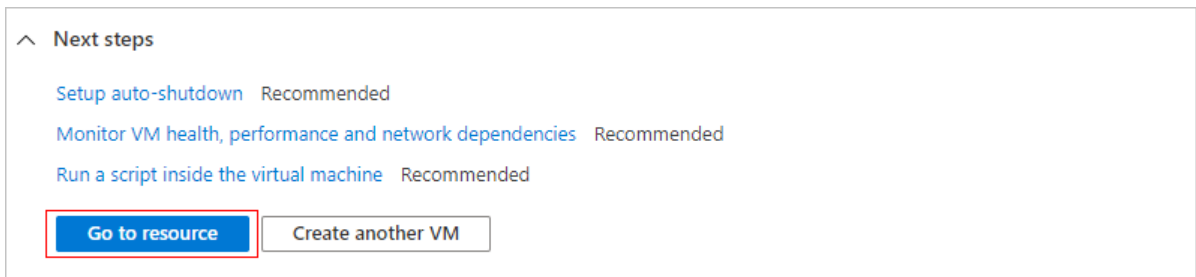 Next steps
Setup auto-shutdown Recommended
Monitor VM health, performance and network dependencies Recommended
Run a script inside the virtual machine Recommended
Go to resource Create another VM